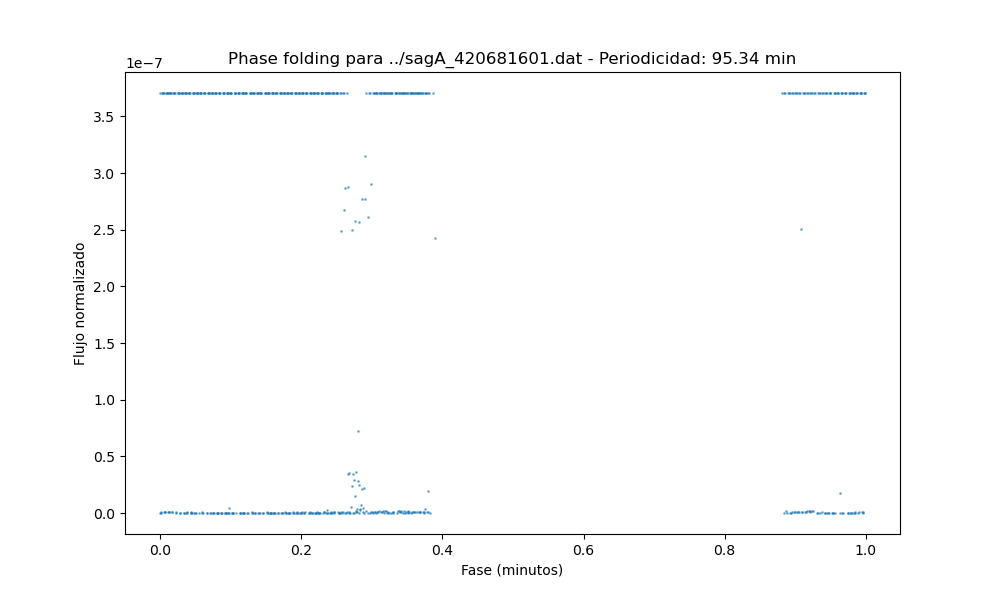 Phase folding para ../sagA_420681601.dat - Periodicidad: 95.34 min
1e−7
3.5
3.0
2.5
2.0
1.5
1.0
0.5
0.0
Flujo normalizado
0.0 0.2 0.4 0.6 0.8 1.0
Fase (minutos)